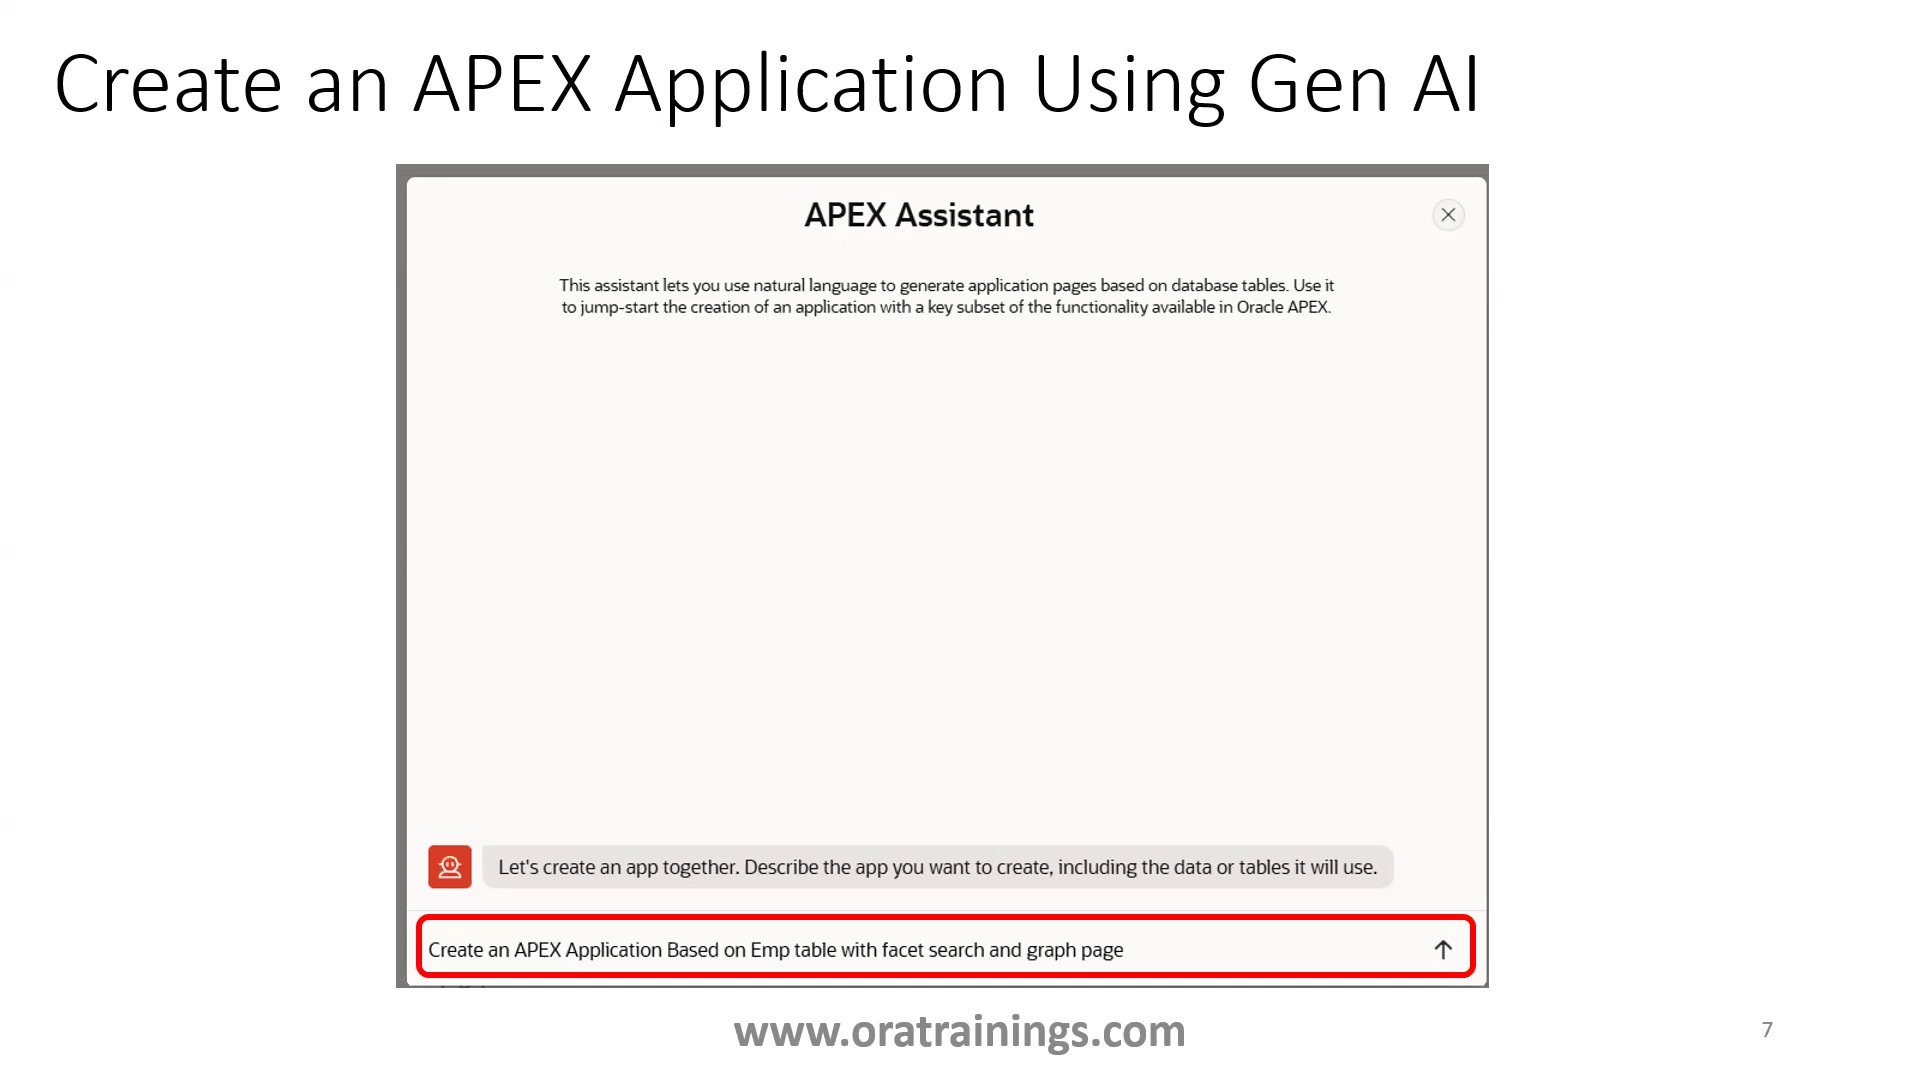 Create an APEX Application Using Gen AI
APEX Assistant
This assistant lets you use natural language to generate application pages based on database tables. Use it
to jump-start the creation of an application with a key subset of the functionality available in Oracle APEX.
Let's create an app together. Describe the app you want to create, including the data or tables it will use.
Create an APEX Application Based on Emp table with facet search and graph page
www.oratrainings.com
7